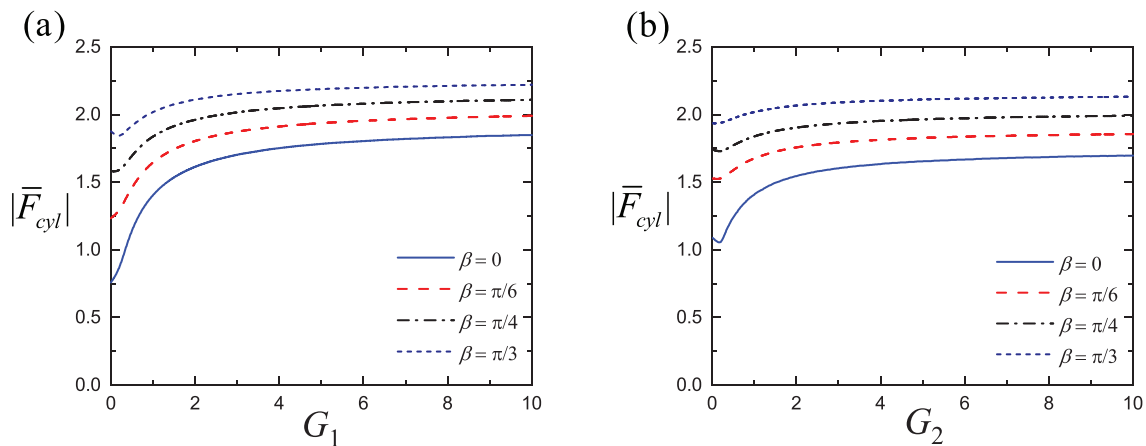 (a)
2.5
2.0
1.5
1.0
0.5
0.0
|F̅cyl|
0 2 4 6 8 10
G1
β = 0
β = π/6
β = π/4
β = π/3
(b)
2.5
2.0
1.5
1.0
0.5
0.0
|F̅cyl|
0 2 4 6 8 10
G2
β = 0
β = π/6
β = π/4
β = π/3